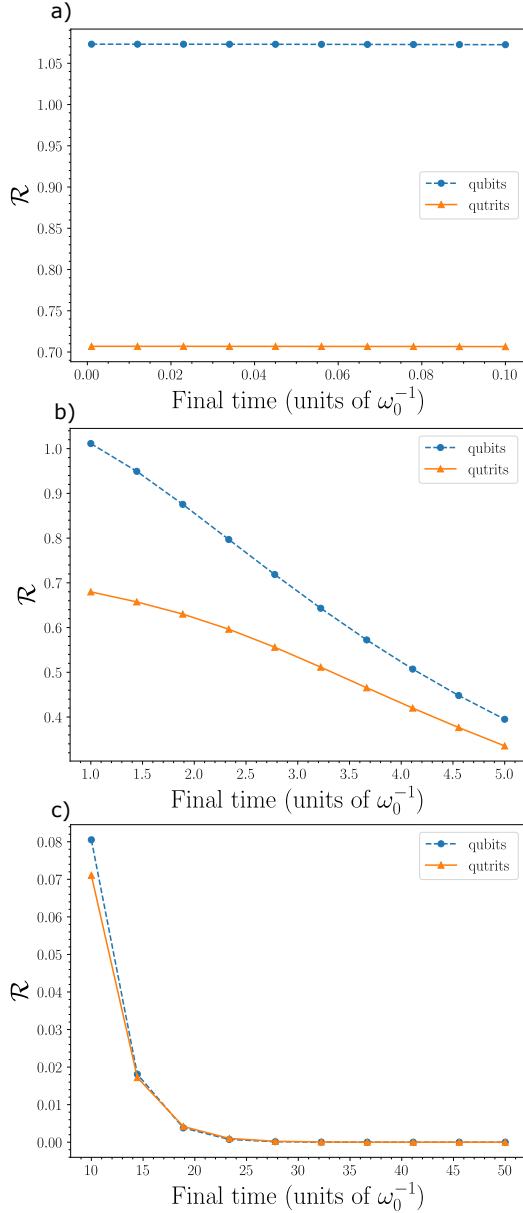 a)
1.05
1.00
0.95
0.90
0.85
0.80
0.75
0.70
ℛ
qubits
qutrits
0.00 0.02 0.04 0.06 0.08 0.10
Final time (units of ω₀⁻¹)
b)
1.0
0.9
0.8
0.7
0.6
0.5
0.4
ℛ
qubits
qutrits
1.0 1.5 2.0 2.5 3.0 3.5 4.0 4.5 5.0
Final time (units of ω₀⁻¹)
c)
0.08
0.07
0.06
0.05
0.04
0.03
0.02
0.01
0.00
ℛ
qubits
qutrits
10 15 20 25 30 35 40 45 50
Final time (units of ω₀⁻¹)